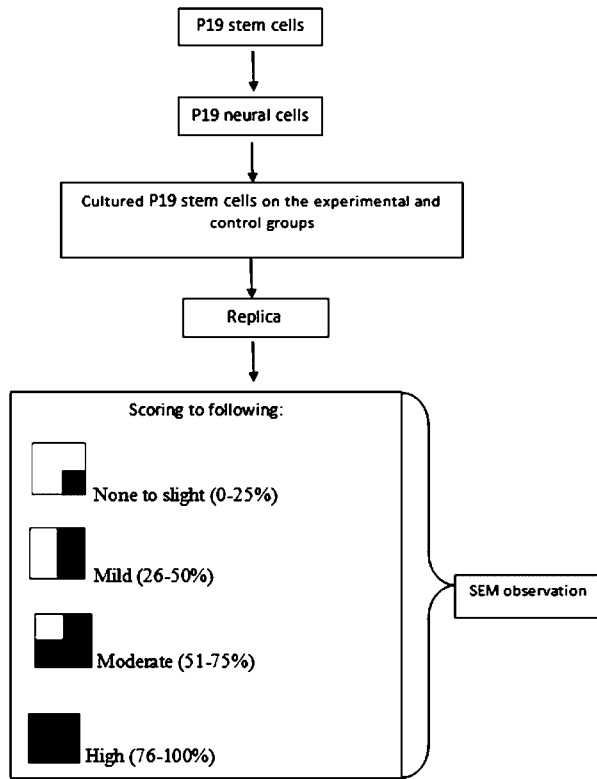 P19 stem cells
P19 neural cells
Cultured P19 stem cells on the experimental and
control groups
Replica
Scoring to following:
None to slight (0-25%)
Mild (26-50%)
Moderate (51-75%)
High (76-100%)
SEM observation